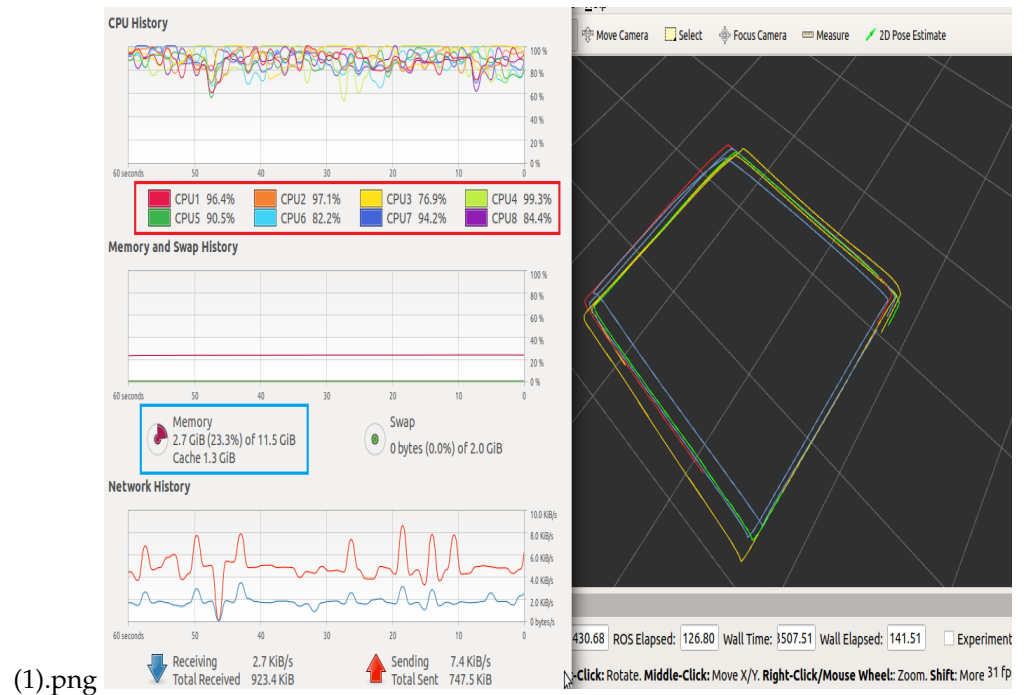 CPU History
100 %
80 %
60 %
40 %
20 %
0 %
60 seconds 50 40 30 20 10 0
CPU1 96.4% CPU2 97.1% CPU3 76.9% CPU4 99.3%
CPU5 90.5% CPU6 82.2% CPU7 94.2% CPU8 84.4%
Memory and Swap History
100 %
80 %
60 %
40 %
20 %
0 %
60 seconds 50 40 30 20 10 0
Memory
2.7 GiB (23.3%) of 11.5 GiB
Cache 1.3 GiB
Swap
0 bytes (0.0%) of 2.0 GiB
Network History
10.0 KiB/s
8.0 KiB/s
6.0 KiB/s
4.0 KiB/s
2.0 KiB/s
0 bytes/s
60 seconds 50 40 30 20 10 0
Receiving 2.7 KiB/s
Total Received 923.4 KiB
Sending 7.4 KiB/s
Total Sent 747.5 KiB
Move Camera Select Focus Camera Measure 2D Pose Estimate
430.68 ROS Elapsed: 126.80 Wall Time: 3507.51 Wall Elapsed: 141.51 Experiment
-Click: Rotate. Middle-Click: Move X/Y. Right-Click/Mouse Wheel:: Zoom. Shift: More 31 fp
(1).png